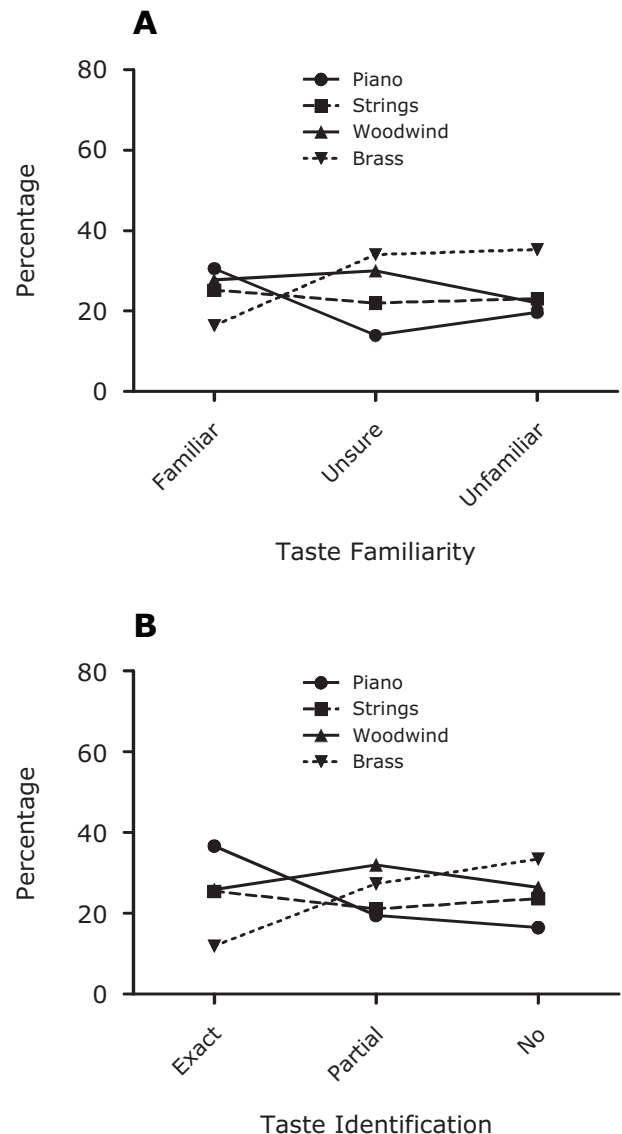 A
80
60
40
20
0
Percentage
Piano
Strings
Woodwind
Brass
Familiar
Unsure
Unfamiliar
Taste Familiarity
B
80
60
40
20
0
Percentage
Piano
Strings
Woodwind
Brass
Exact
Partial
No
Taste Identification